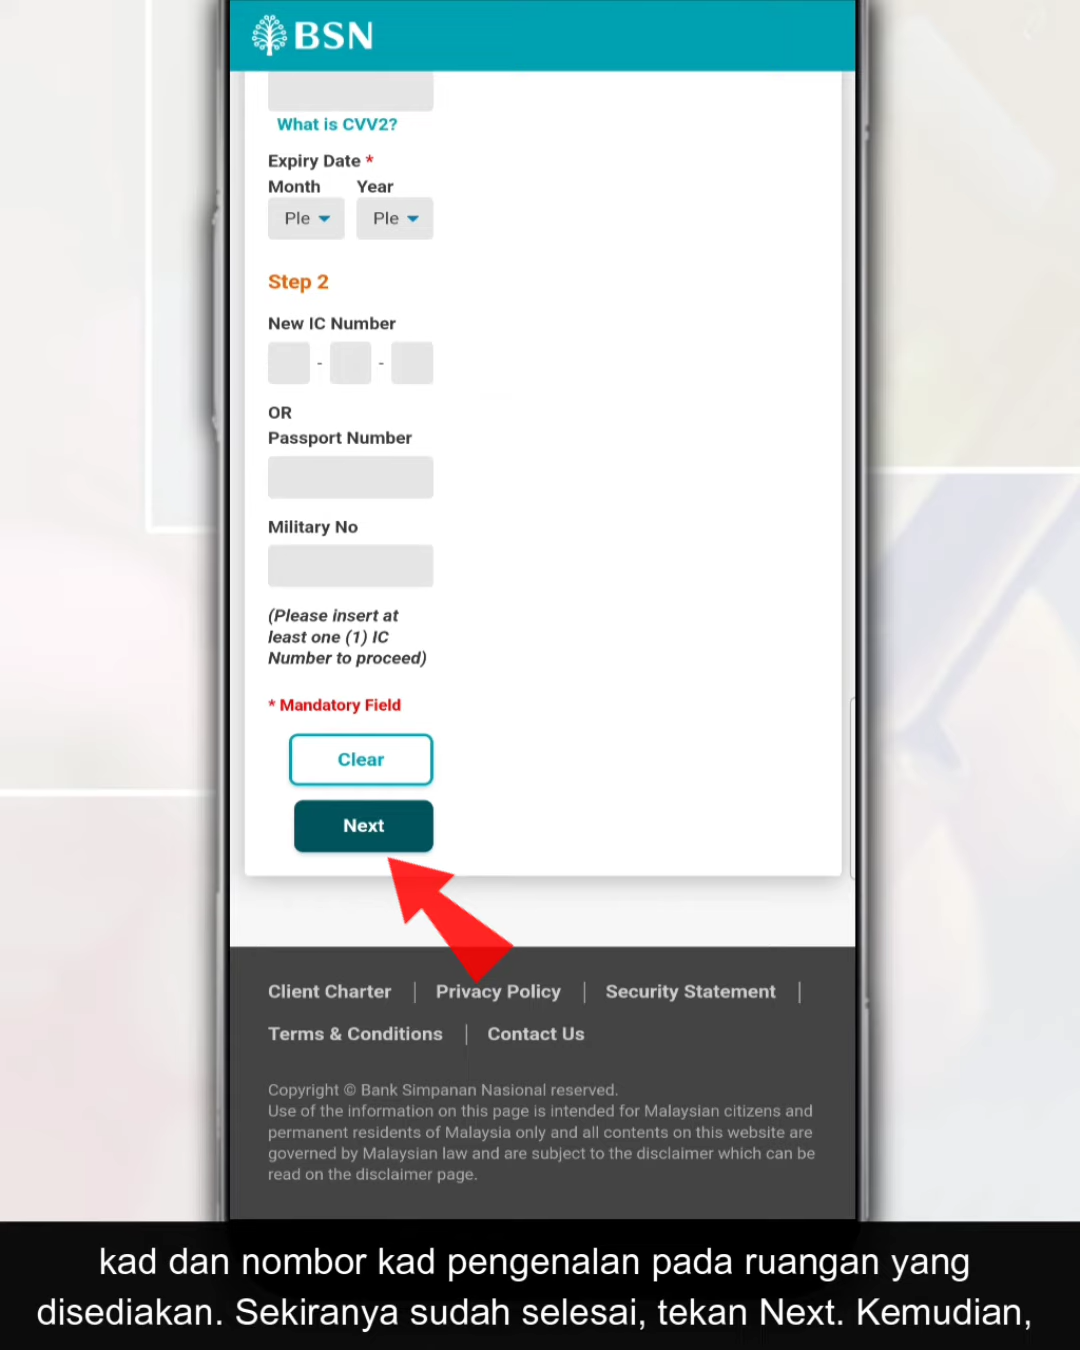 BSN
What is CVV2?
Expiry Date *
Month Year
Ple Ple
Step 2
New IC Number
- -
OR
Passport Number
Military No
(Please insert at
least one (1) IC
Number to proceed)
* Mandatory Field
Clear
Next
Client Charter | Privacy Policy | Security Statement |
Terms & Conditions | Contact Us
Copyright © Bank Simpanan Nasional reserved.
Use of the information on this page is intended for Malaysian citizens and
permanent residents of Malaysia only and all contents on this website are
governed by Malaysian law and are subject to the disclaimer which can be
read on the disclaimer page.
kad dan nombor kad pengenalan pada ruangan yang
disediakan. Sekiranya sudah selesai, tekan Next. Kemudian,